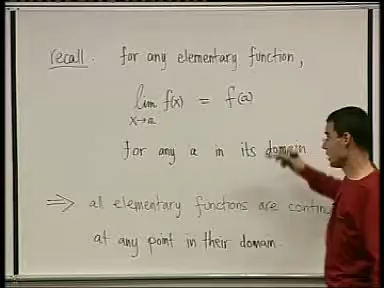 recall. for any elementary function,
lim f(x) = f(a)
x→a
for any a in its domain
⇒ all elementary functions are continu
at any point in their domain.